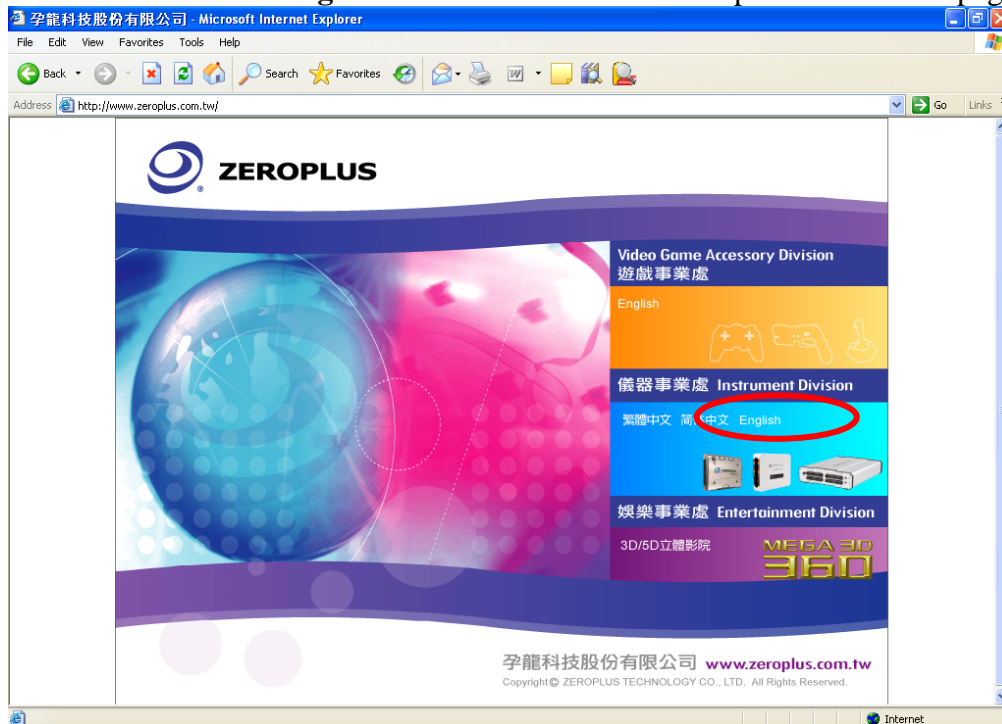 孕龍科技股份有限公司 - Microsoft Internet Explorer
File Edit View Favorites Tools Help
Back Search Favorites
Address http://www.zeroplus.com.tw/ Go Links
ZEROPLUS
Video Game Accessory Division
遊戲事業處
English
儀器事業處 Instrument Division
繁體中文 简体中文 English
娛樂事業處 Entertainment Division
3D/5D立體影院 MEGA 3D
360
孕龍科技股份有限公司 www.zeroplus.com.tw
Copyright© ZEROPLUS TECHNOLOGY CO., LTD. All Rights Reserved.
Internet